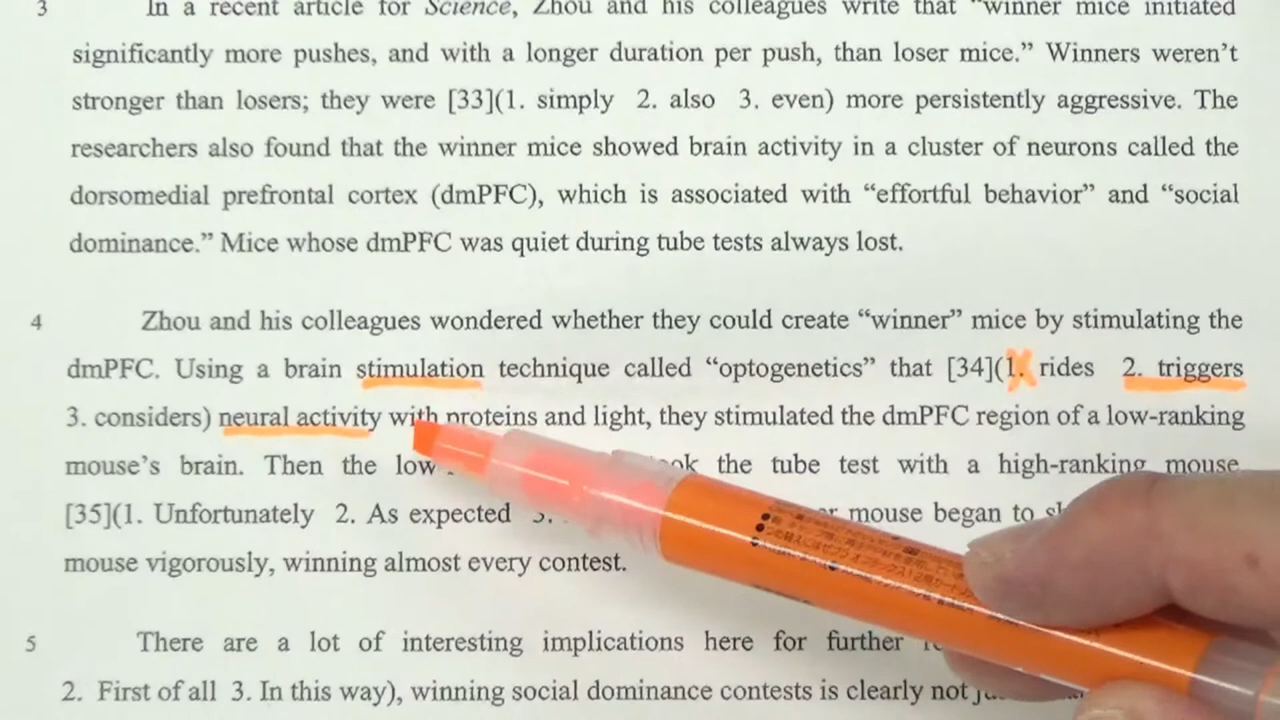 3 In a recent article for Science, Zhou and his colleagues write that “winner mice initiated
significantly more pushes, and with a longer duration per push, than loser mice.” Winners weren’t
stronger than losers; they were [33](1. simply 2. also 3. even) more persistently aggressive. The
researchers also found that the winner mice showed brain activity in a cluster of neurons called the
dorsomedial prefrontal cortex (dmPFC), which is associated with “effortful behavior” and “social
dominance.” Mice whose dmPFC was quiet during tube tests always lost.
4 Zhou and his colleagues wondered whether they could create “winner” mice by stimulating the
dmPFC. Using a brain stimulation technique called “optogenetics” that [34](1. rides 2. triggers
3. considers) neural activity with proteins and light, they stimulated the dmPFC region of a low-ranking
mouse’s brain. Then the low the tube test with a high-ranking mouse
[35](1. Unfortunately 2. As expected 3. mouse began to
mouse vigorously, winning almost every contest.
5 There are a lot of interesting implications here for further
2. First of all 3. In this way), winning social dominance contests is clearly not